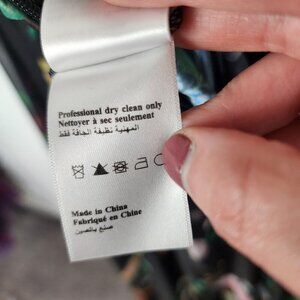 Professional dry clean only
Nettoyer à sec seulement
المهنية نظيفة الجافة فقط
Made in China
Fabriqué en Chine
صنع بالصين